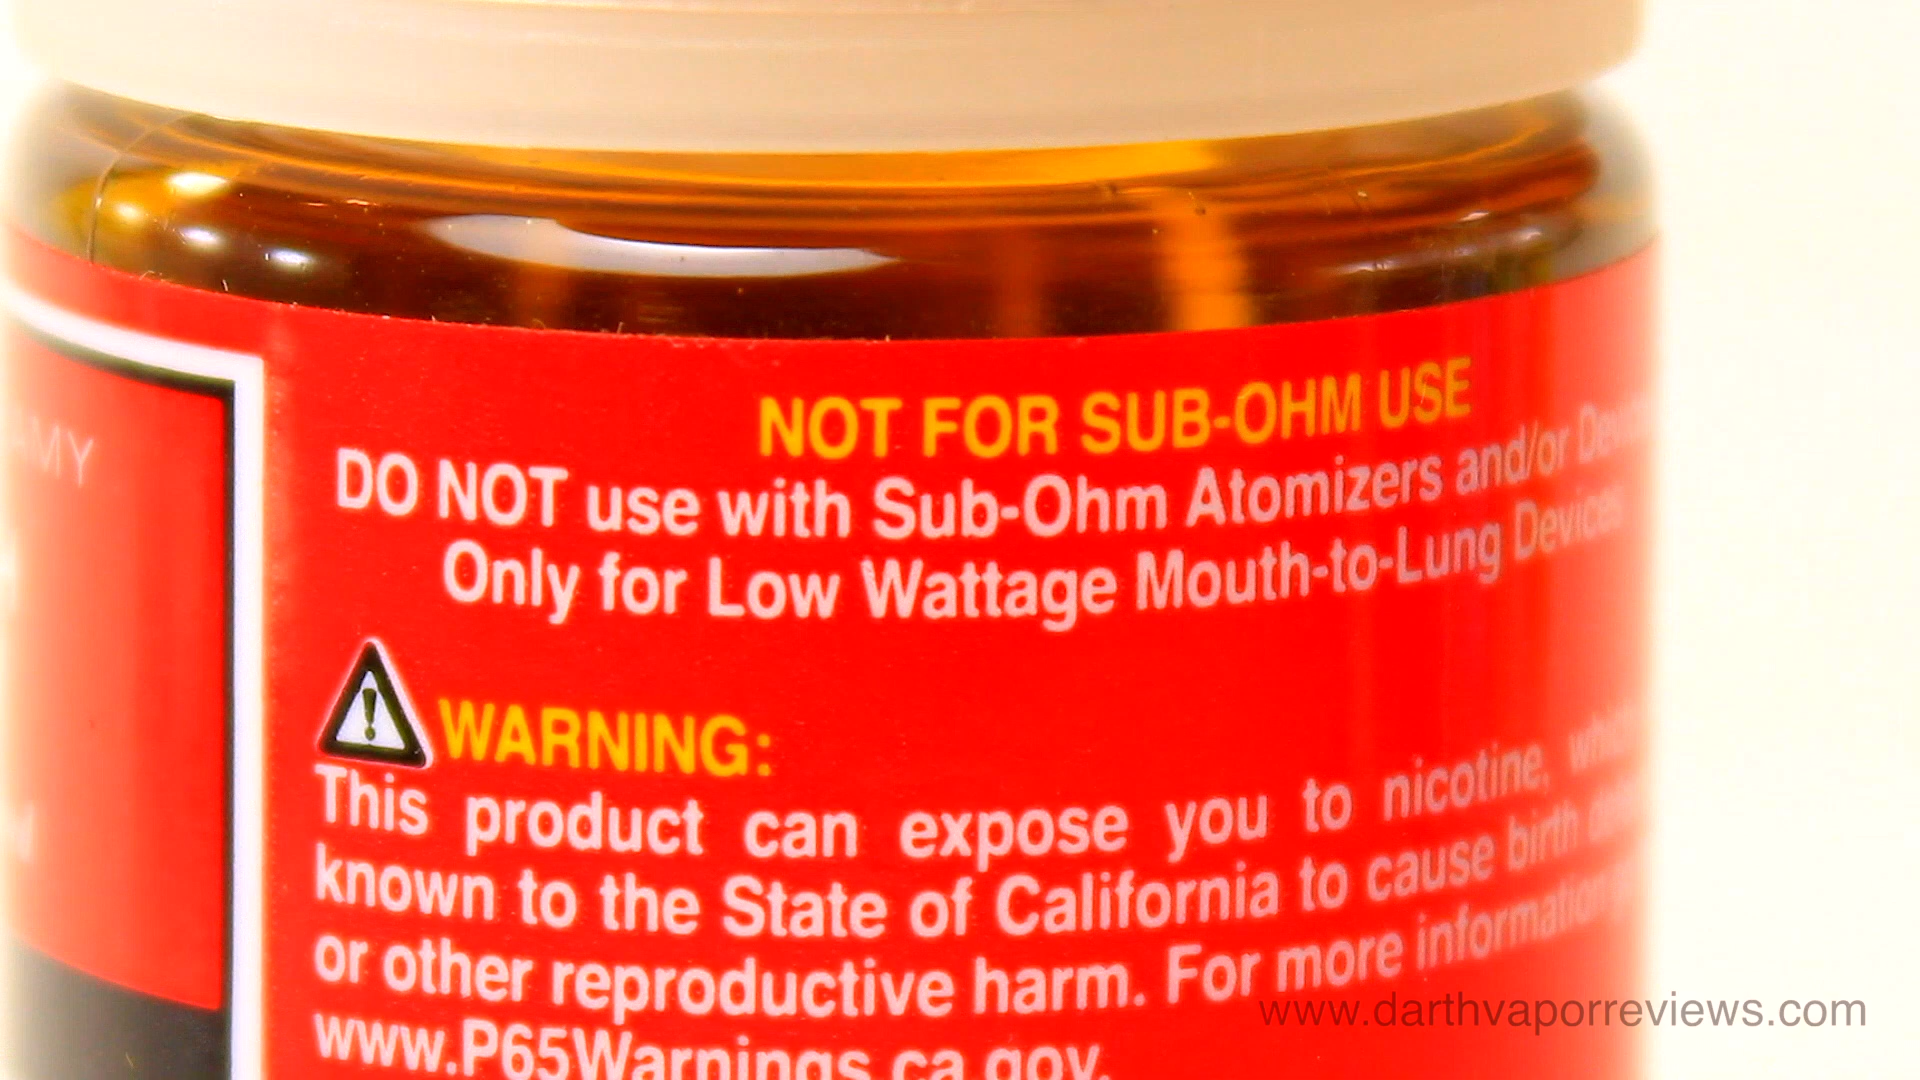 AMY
NOT FOR SUB-OHM USE
DO NOT use with Sub-Ohm Atomizers and/or
Only for Low Wattage Mouth-to-Lung Devices
WARNING:
This product can expose you to nicotine,
known to the State of California to cause birth
or other reproductive harm. For more information
www.P65Warnings.ca.gov.
www.darthvaporreviews.com